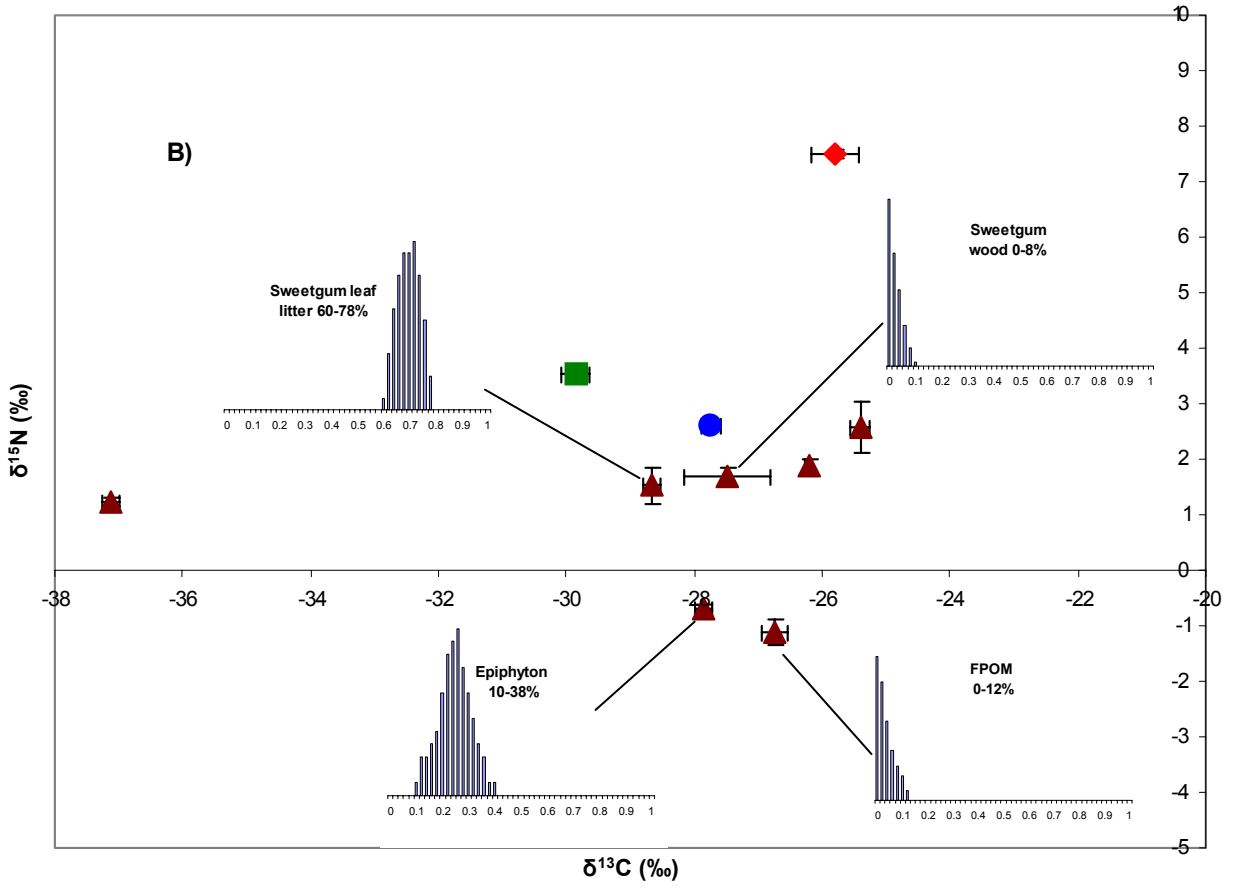 10
9
B)
8
7
Sweetgum
wood 0-8%
6
Sweetgum leaf
litter 60-78%
5
4
0 0.1 0.2 0.3 0.4 0.5 0.6 0.7 0.8 0.9 1
3
0 0.1 0.2 0.3 0.4 0.5 0.6 0.7 0.8 0.9 1
δ¹⁵N (‰)
2
1
0
-38 -36 -34 -32 -30 -28 -26 -24 -22 -20
-1
Epiphyton
10-38%
FPOM
0-12%
-2
-3
-4
0 0.1 0.2 0.3 0.4 0.5 0.6 0.7 0.8 0.9 1
0 0.1 0.2 0.3 0.4 0.5 0.6 0.7 0.8 0.9 1
-5
δ¹³C (‰)